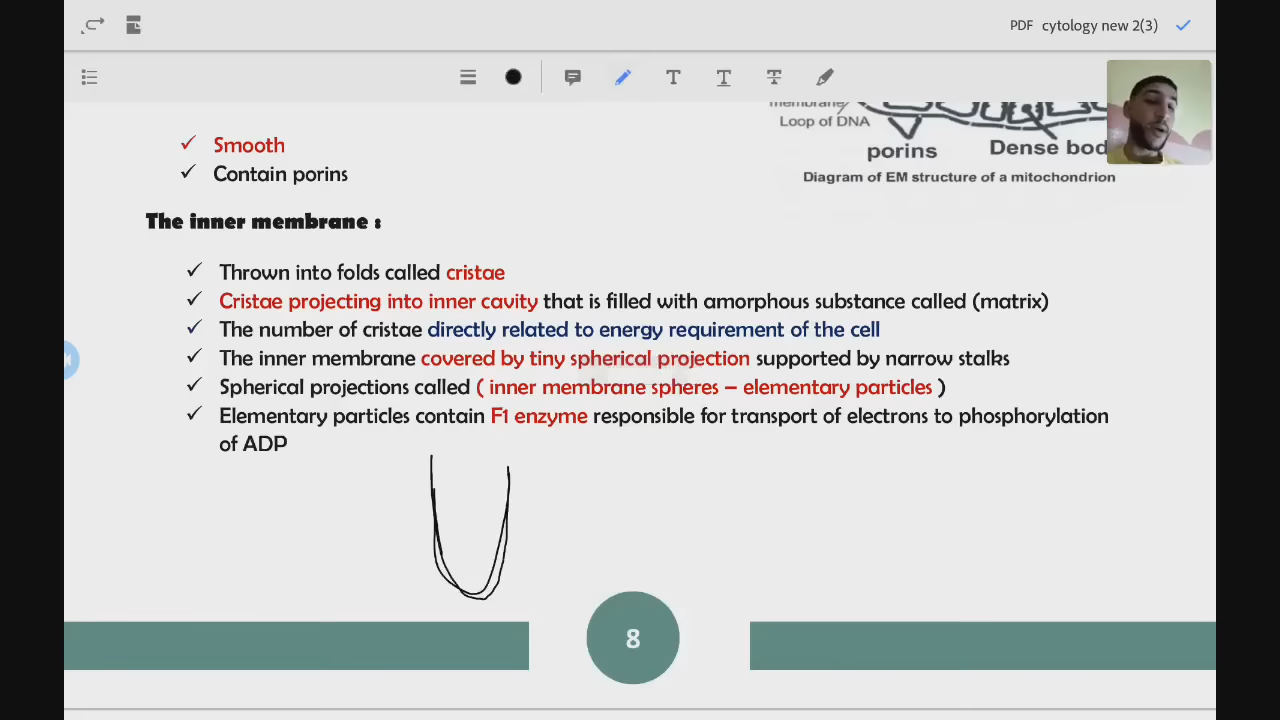 PDF cytology new 2(3)
membrane
Loop of DNA
porins
Diagram of EM structure of a mitochondrion
Smooth
Contain porins
The inner membrane :
Thrown into folds called cristae
Cristae projecting into inner cavity that is filled with amorphous substance called (matrix)
The number of cristae directly related to energy requirement of the cell
The inner membrane covered by tiny spherical projection supported by narrow stalks
Spherical projections called ( inner membrane spheres – elementary particles )
Elementary particles contain F1 enzyme responsible for transport of electrons to phosphorylation
of ADP
8